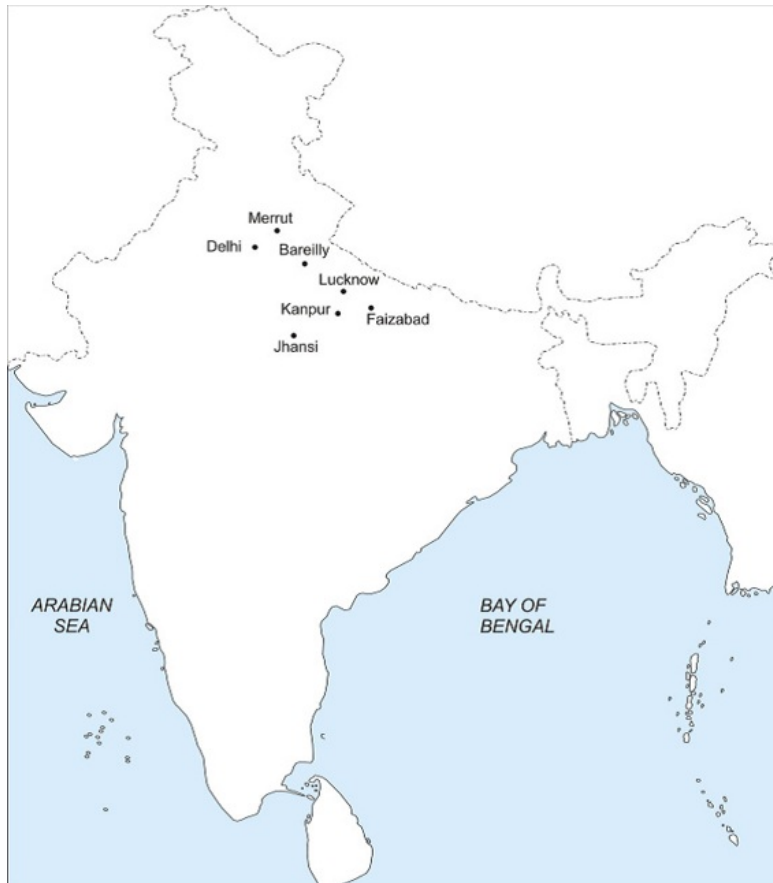 Merrut
Delhi
Bareilly
Lucknow
Kanpur
Faizabad
Jhansi
ARABIAN
SEA
BAY OF
BENGAL